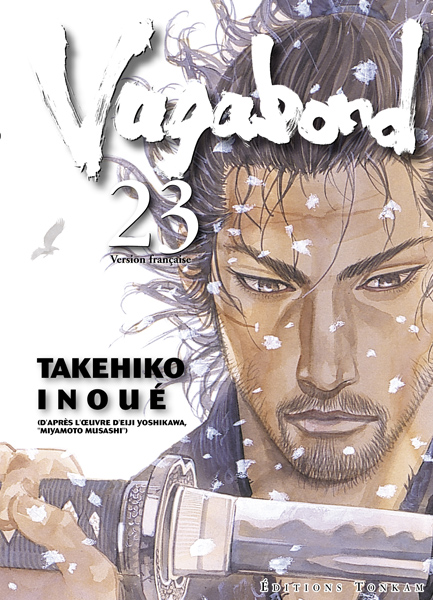 Vagabond
23
Version française
TAKEHIKO
INOUÉ
(D'APRÈS L'ŒUVRE D'EIJI YOSHIKAWA,
"MIYAMOTO MUSASHI")
ÉDITIONS TONKAM